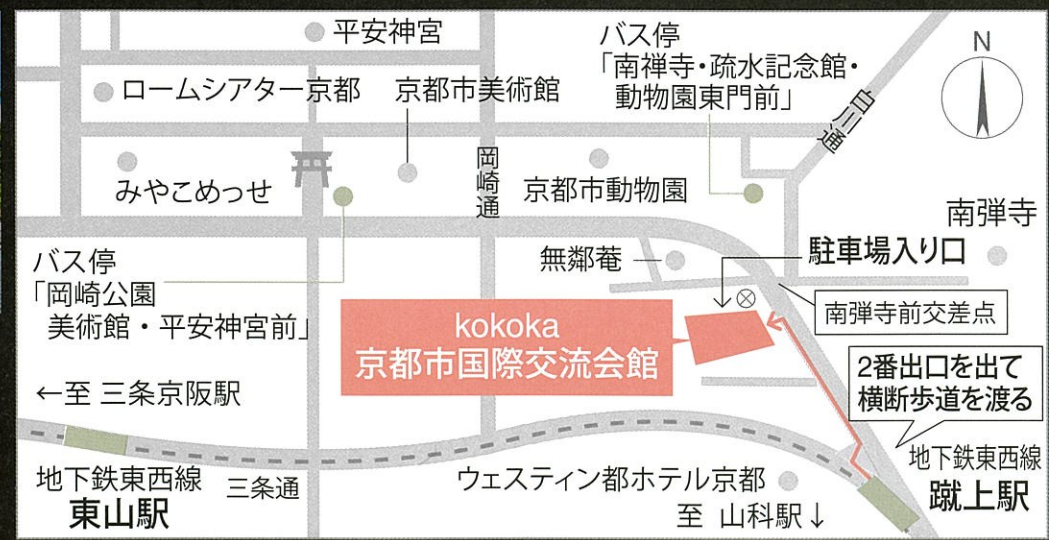 平安神宮
バス停
「南禅寺・疏水記念館・
動物園東門前」
N
ロームシアター京都
京都市美術館
白川通
みやこめっせ
岡崎通
京都市動物園
南弾寺
バス停
「岡崎公園
美術館・平安神宮前」
無鄰菴
駐車場入り口
南弾寺前交差点
kokoka
京都市国際交流会館
2番出口を出て
横断歩道を渡る
←至 三条京阪駅
地下鉄東西線
東山駅
三条通
ウェスティン都ホテル京都
至 山科駅↓
地下鉄東西線
蹴上駅